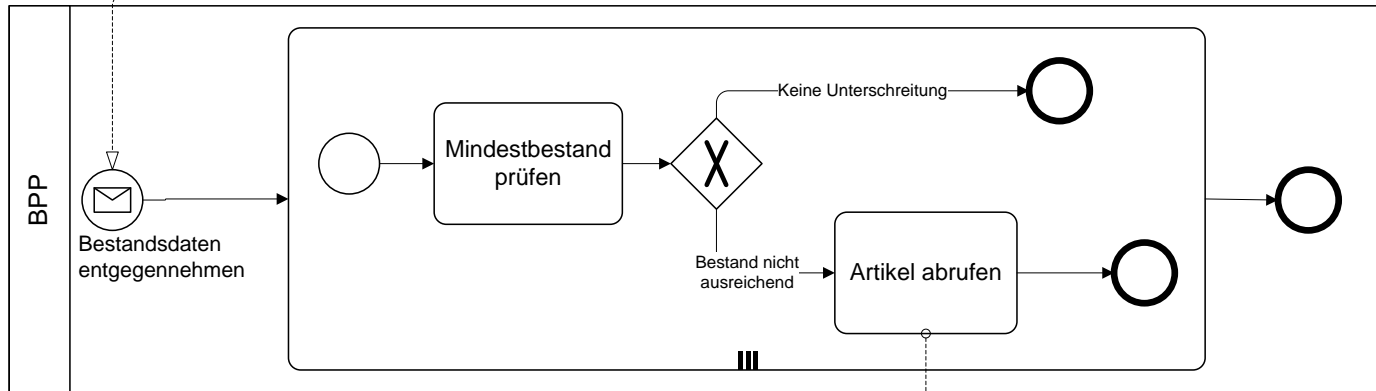 BPP
Bestandsdaten
entgegennehmen
Mindestbestand
prüfen
Keine Unterschreitung
Bestand nicht
ausreichend
Artikel abrufen